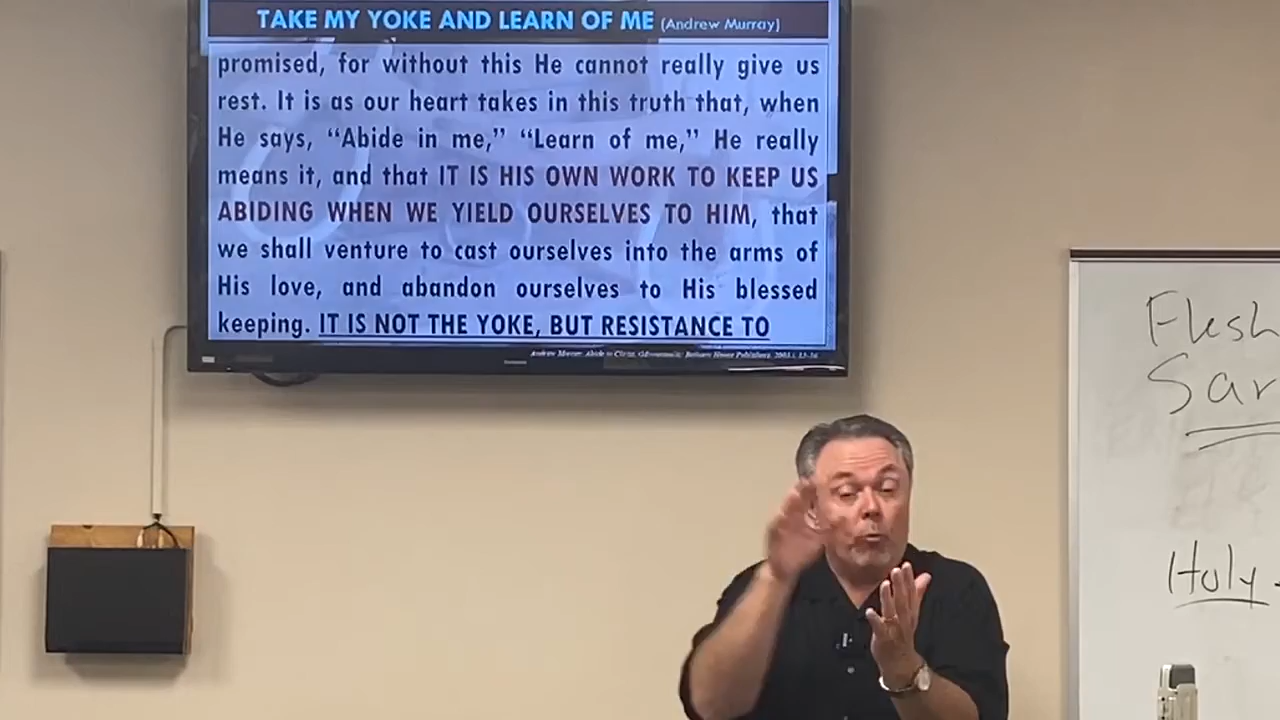 TAKE MY YOKE AND LEARN OF ME (Andrew Murray)
promised, for without this He cannot really give us
rest. It is as our heart takes in this truth that, when
He says, “Abide in me,” “Learn of me,” He really
means it, and that IT IS HIS OWN WORK TO KEEP US
ABIDING WHEN WE YIELD OURSELVES TO HIM, that
we shall venture to cast ourselves into the arms of
His love, and abandon ourselves to His blessed
keeping. IT IS NOT THE YOKE, BUT RESISTANCE TO
Flesh
Sar
Holy